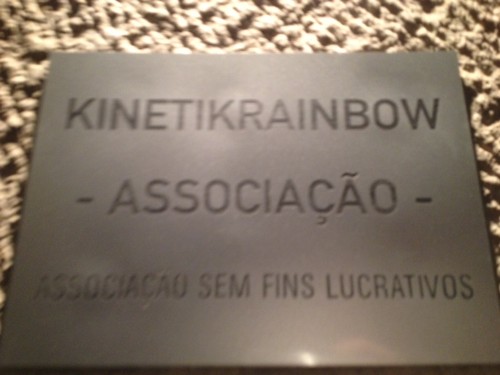 KINETIKRAINBOW
- ASSOCIAÇÃO -
ASSOCIAÇÃO SEM FINS LUCRATIVOS